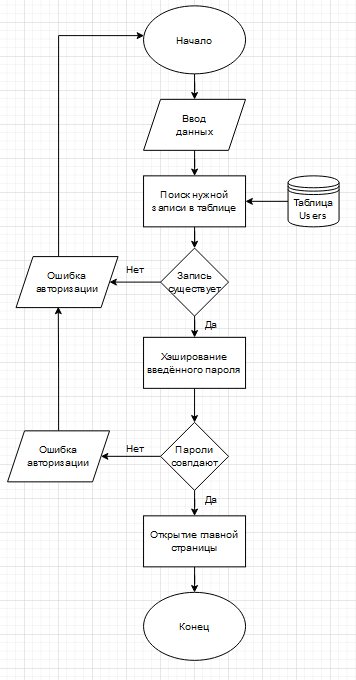 Начало
Ввод
данных
Поиск нужной
записи в таблице
Таблица
Users
Ошибка
авторизации
Нет
Запись
существует
Да
Хэширование
введённого пароля
Ошибка
авторизации
Нет
Пароли
совпдают
Да
Открытие главной
страницы
Конец